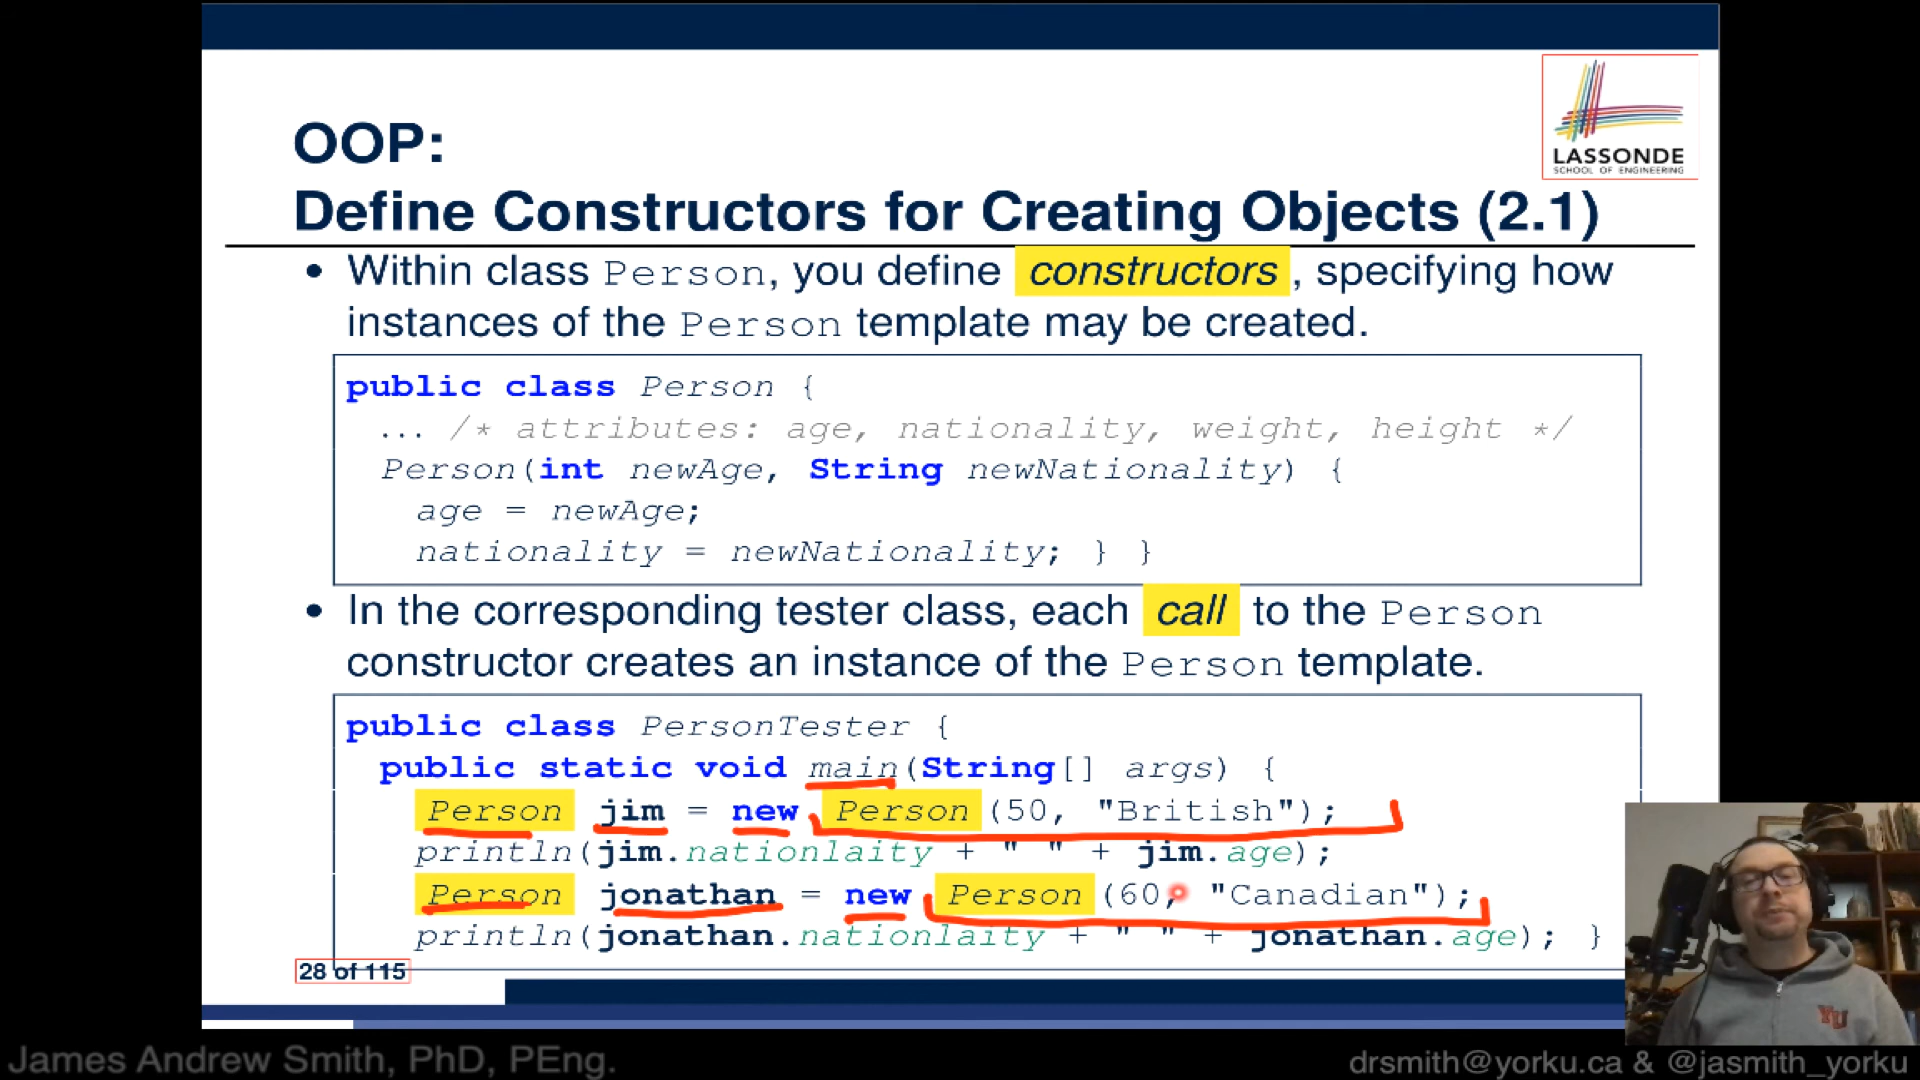 LASSONDE
SCHOOL OF ENGINEERING
OOP:
Define Constructors for Creating Objects (2.1)
• Within class Person, you define constructors, specifying how
instances of the Person template may be created.
public class Person {
... /* attributes: age, nationality, weight, height */
Person(int newAge, String newNationality) {
age = newAge;
nationality = newNationality; } }
• In the corresponding tester class, each call to the Person
constructor creates an instance of the Person template.
public class PersonTester {
public static void main(String[] args) {
Person jim = new Person (50, "British");
println(jim.nationlaity + " " + jim.age);
Person jonathan = new Person (60, "Canadian");
println(jonathan.nationlaity + " " + jonathan.age); }
28 of 115
YU
James Andrew Smith, PhD, PEng.
drsmith@yorku.ca & @jasmith_yorku